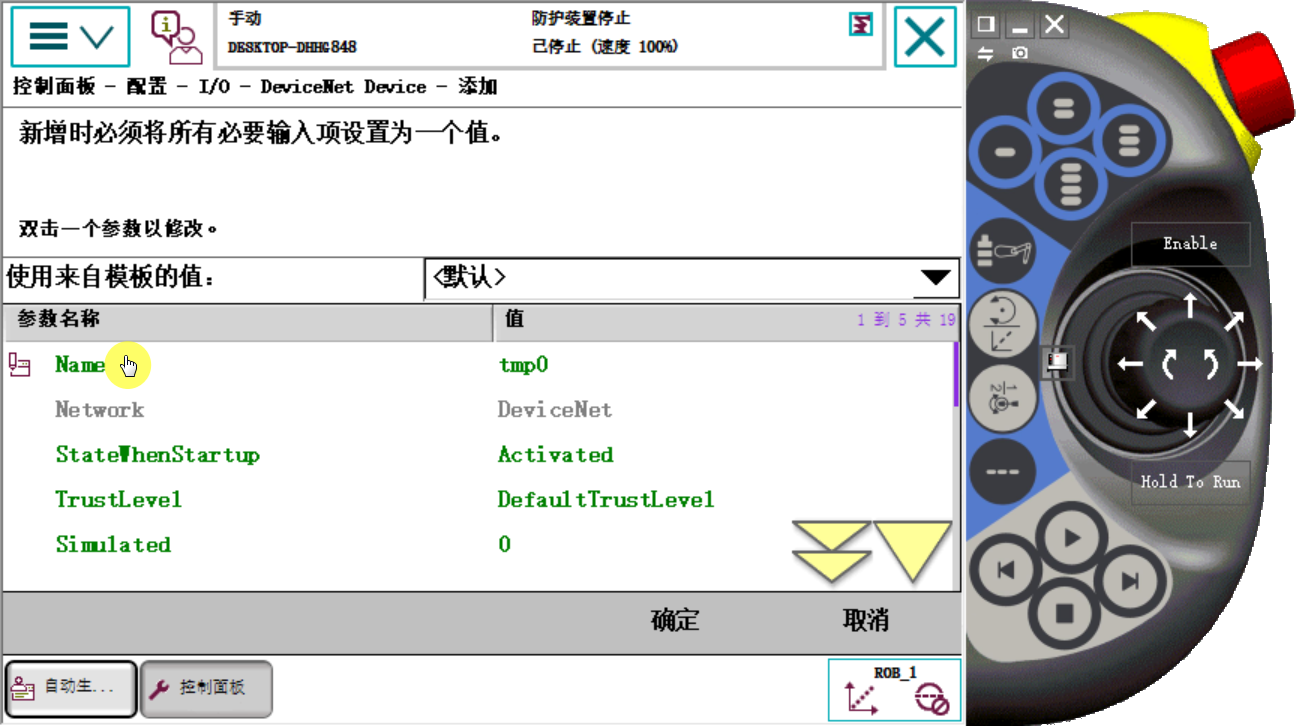 手动
防护装置停止
DESKTOP-DHHG848
已停止 (速度 100%)
控制面板 - 配置 - I/O - DeviceNet Device - 添加
新增时必须将所有必要输入项设置为一个值。
双击一个参数以修改。
使用来自模板的值：
<默认>
参数名称
值
1 到 5 共 19
Name
tmp0
Network
DeviceNet
StateWhenStartup
Activated
TrustLevel
DefaultTrustLevel
Simulated
0
确定
取消
自动生...
控制面板
ROB_1
Enable
Hold To Run